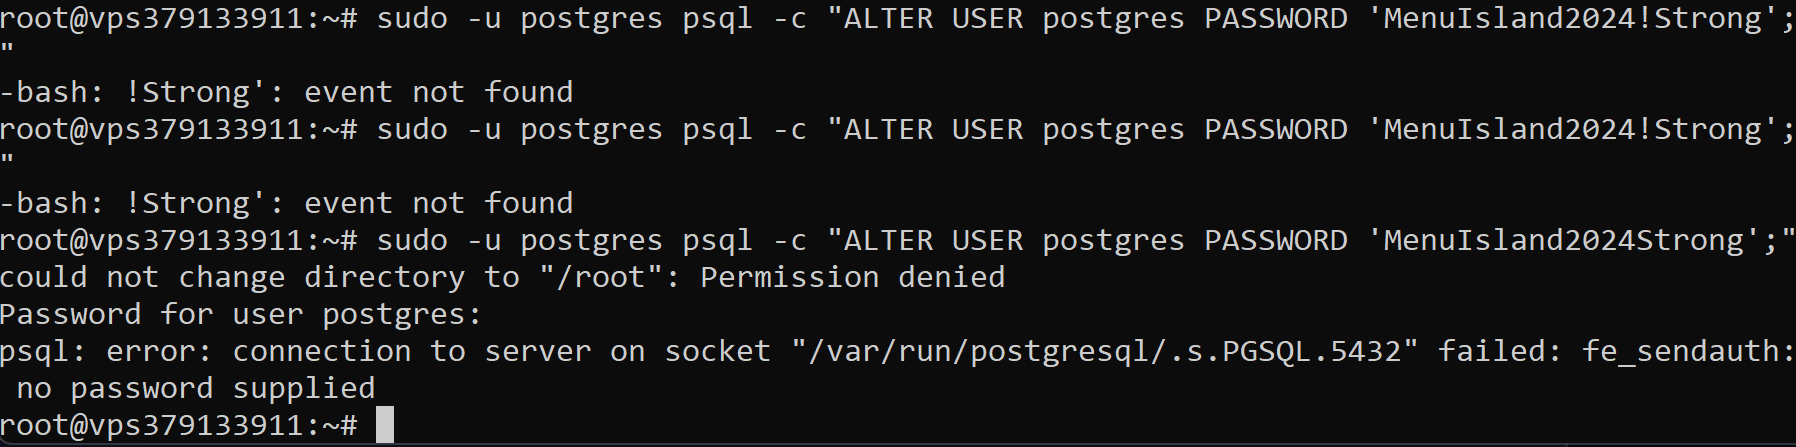 root@vps379133911:~# sudo -u postgres psql -c "ALTER USER postgres PASSWORD 'MenuIsland2024!Strong';
"
-bash: !Strong': event not found
root@vps379133911:~# sudo -u postgres psql -c "ALTER USER postgres PASSWORD 'MenuIsland2024!Strong';
"
-bash: !Strong': event not found
root@vps379133911:~# sudo -u postgres psql -c "ALTER USER postgres PASSWORD 'MenuIsland2024Strong';"
could not change directory to "/root": Permission denied
Password for user postgres:
psql: error: connection to server on socket "/var/run/postgresql/.s.PGSQL.5432" failed: fe_sendauth:
 no password supplied
root@vps379133911:~#